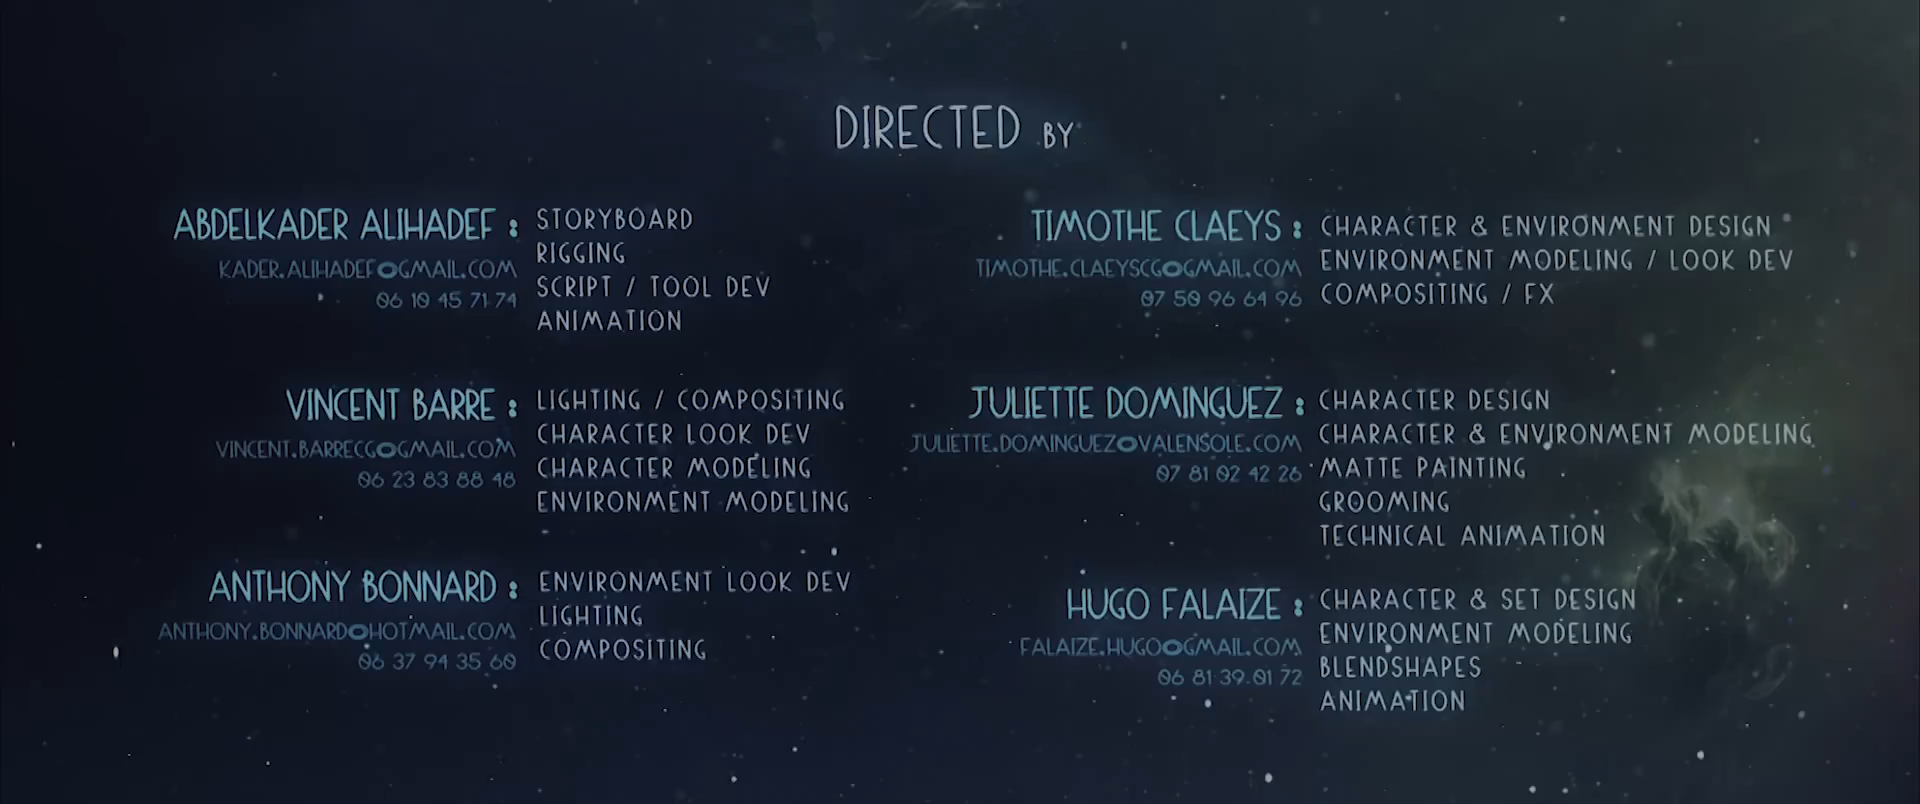 DIRECTED BY
ABDELKADER ALIHADEF :
KADER.ALIHADEF@GMAIL.COM
06 10 45 71 74
STORYBOARD
RIGGING
SCRIPT / TOOL DEV
ANIMATION
VINCENT BARRE :
VINCENT.BARRECG@GMAIL.COM
06 23 83 88 48
LIGHTING / COMPOSITING
CHARACTER LOOK DEV
CHARACTER MODELING
ENVIRONMENT MODELING
ANTHONY BONNARD :
ANTHONY.BONNARD@HOTMAIL.COM
06 37 94 35 60
ENVIRONMENT LOOK DEV
LIGHTING
COMPOSITING
TIMOTHE CLAEYS :
TIMOTHE.CLAEYSCG@GMAIL.COM
07 50 96 64 96
CHARACTER & ENVIRONMENT DESIGN
ENVIRONMENT MODELING / LOOK DEV
COMPOSITING / FX
JULIETTE DOMINGUEZ :
JULIETTE.DOMINGUEZ@VALENSOLE.COM
07 81 02 42 26
CHARACTER DESIGN
CHARACTER & ENVIRONMENT MODELING
MATTE PAINTING
GROOMING
TECHNICAL ANIMATION
HUGO FALAIZE :
FALAIZE.HUGO@GMAIL.COM
06 81 39 01 72
CHARACTER & SET DESIGN
ENVIRONMENT MODELING
BLENDSHAPES
ANIMATION